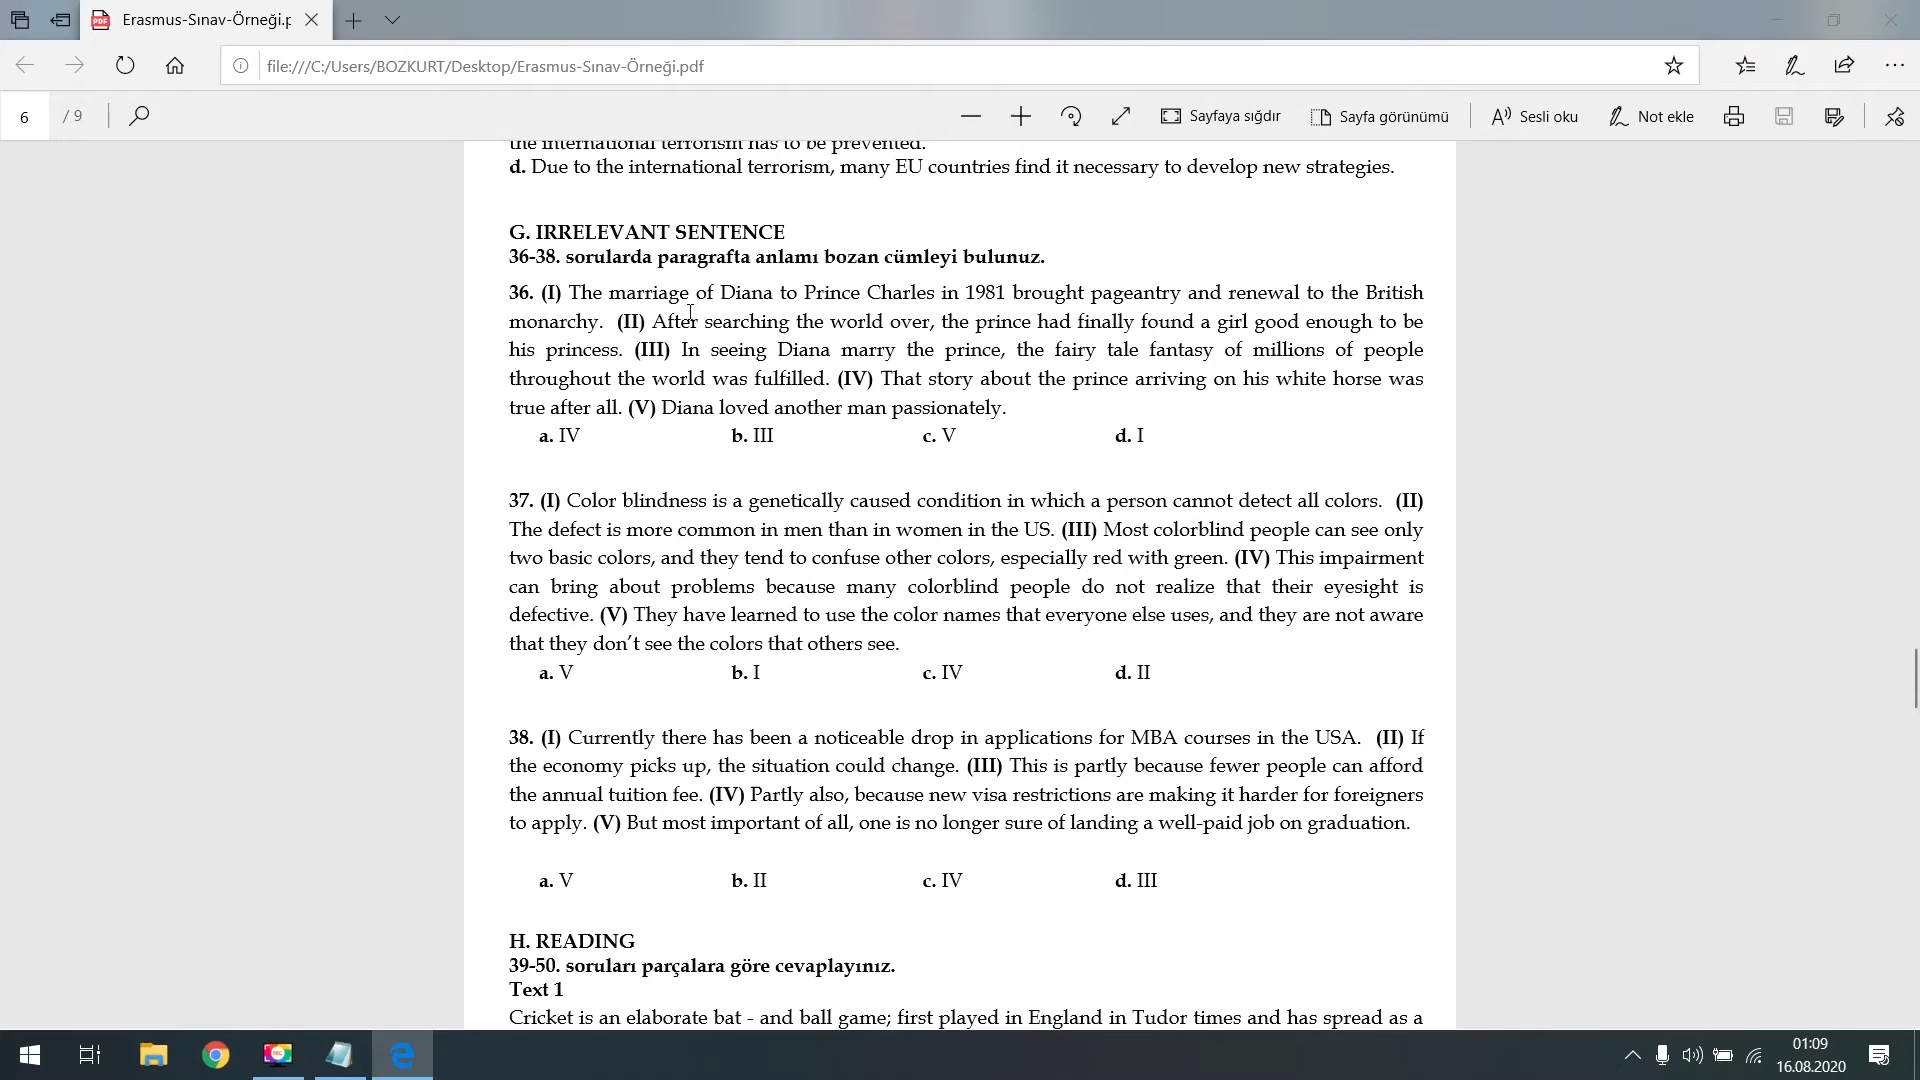 Erasmus-Sınav-Örneği.p
file:///C:/Users/BOZKURT/Desktop/Erasmus-Sınav-Örneği.pdf
6 / 9 Sayfaya sığdır Sayfa görünümü Sesli oku Not ekle
the international terrorism has to be prevented.
d. Due to the international terrorism, many EU countries find it necessary to develop new strategies.
G. IRRELEVANT SENTENCE
36-38. sorularda paragrafta anlamı bozan cümleyi bulunuz.
36. (I) The marriage of Diana to Prince Charles in 1981 brought pageantry and renewal to the British
monarchy. (II) After searching the world over, the prince had finally found a girl good enough to be
his princess. (III) In seeing Diana marry the prince, the fairy tale fantasy of millions of people
throughout the world was fulfilled. (IV) That story about the prince arriving on his white horse was
true after all. (V) Diana loved another man passionately.
a. IV b. III c. V d. I
37. (I) Color blindness is a genetically caused condition in which a person cannot detect all colors. (II)
The defect is more common in men than in women in the US. (III) Most colorblind people can see only
two basic colors, and they tend to confuse other colors, especially red with green. (IV) This impairment
can bring about problems because many colorblind people do not realize that their eyesight is
defective. (V) They have learned to use the color names that everyone else uses, and they are not aware
that they don't see the colors that others see.
a. V b. I c. IV d. II
38. (I) Currently there has been a noticeable drop in applications for MBA courses in the USA. (II) If
the economy picks up, the situation could change. (III) This is partly because fewer people can afford
the annual tuition fee. (IV) Partly also, because new visa restrictions are making it harder for foreigners
to apply. (V) But most important of all, one is no longer sure of landing a well-paid job on graduation.
a. V b. II c. IV d. III
H. READING
39-50. soruları parçalara göre cevaplayınız.
Text 1
Cricket is an elaborate bat - and ball game; first played in England in Tudor times and has spread as a
01:09
16.08.2020